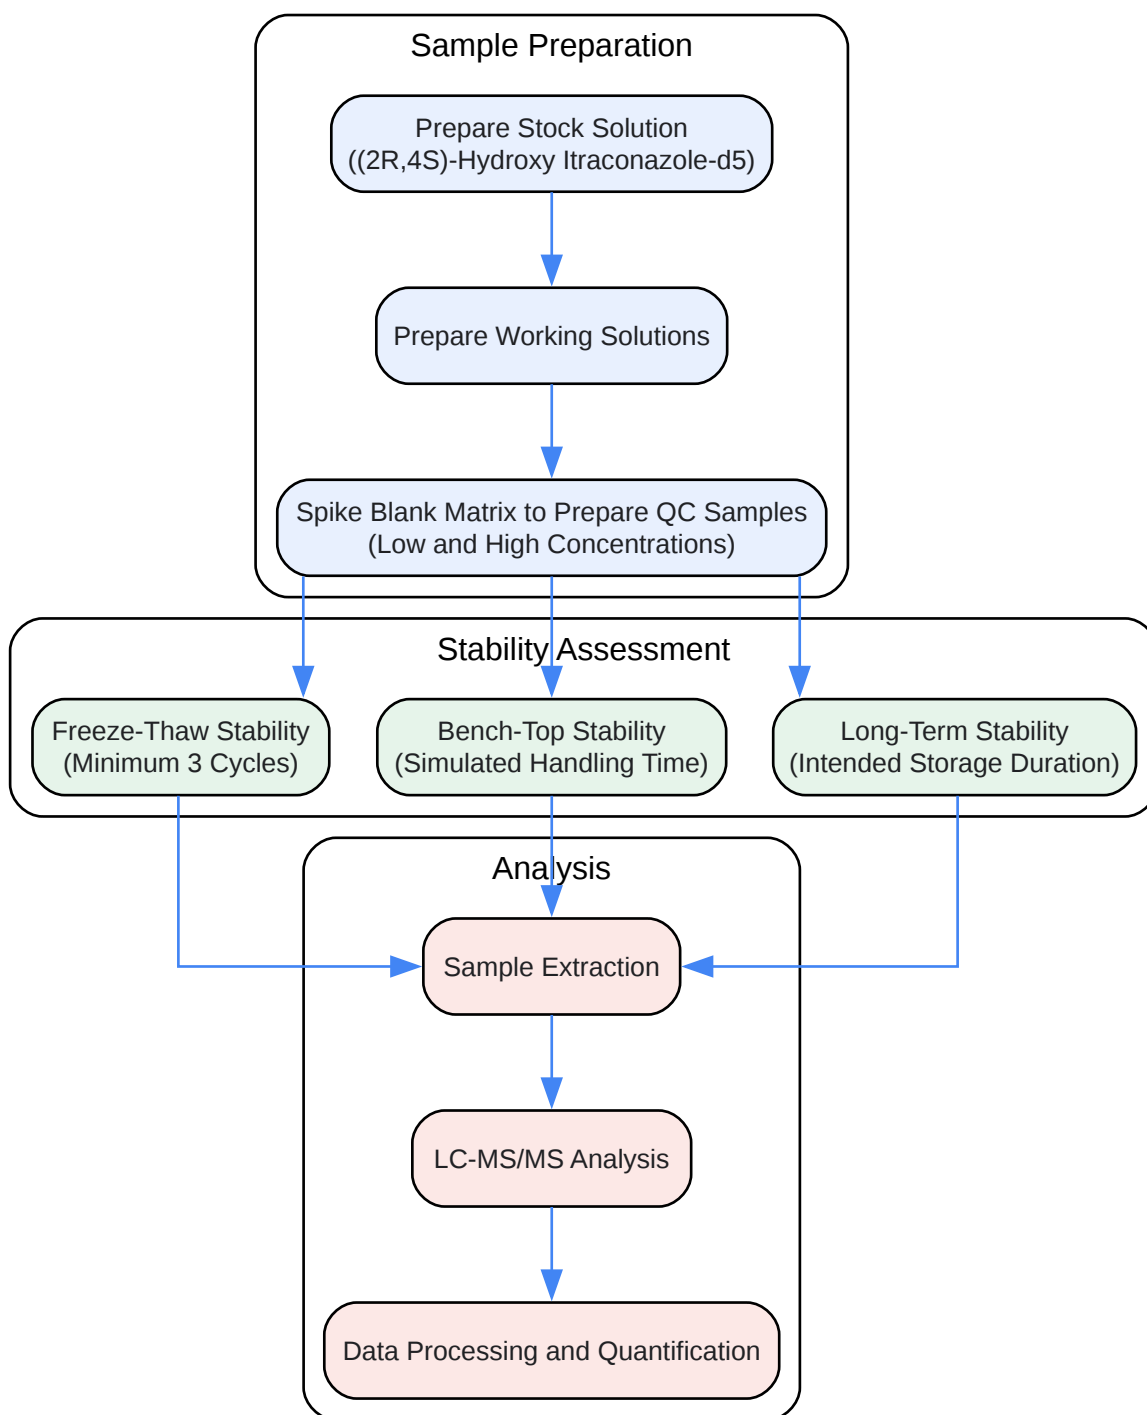 Sample Preparation
Prepare Stock Solution
((2R,4S)-Hydroxy Itraconazole-d5)
Prepare Working Solutions
Spike Blank Matrix to Prepare QC Samples
(Low and High Concentrations)
Stability Assessment
Freeze-Thaw Stability
(Minimum 3 Cycles)
Bench-Top Stability
(Simulated Handling Time)
Long-Term Stability
(Intended Storage Duration)
Analysis
Sample Extraction
LC-MS/MS Analysis
Data Processing and Quantification